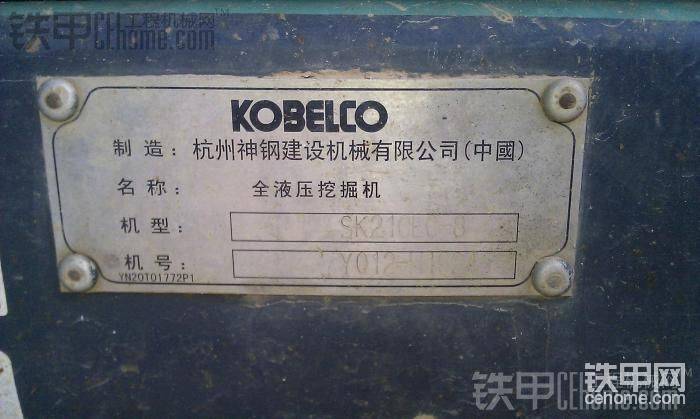 铁甲 工程机械网
CEhome.com
KOBELCO
制造：杭州神钢建设机械有限公司(中國)
名称：全液压挖掘机
机型：
机号：
YN20T01772P1
铁甲网
cehome.com